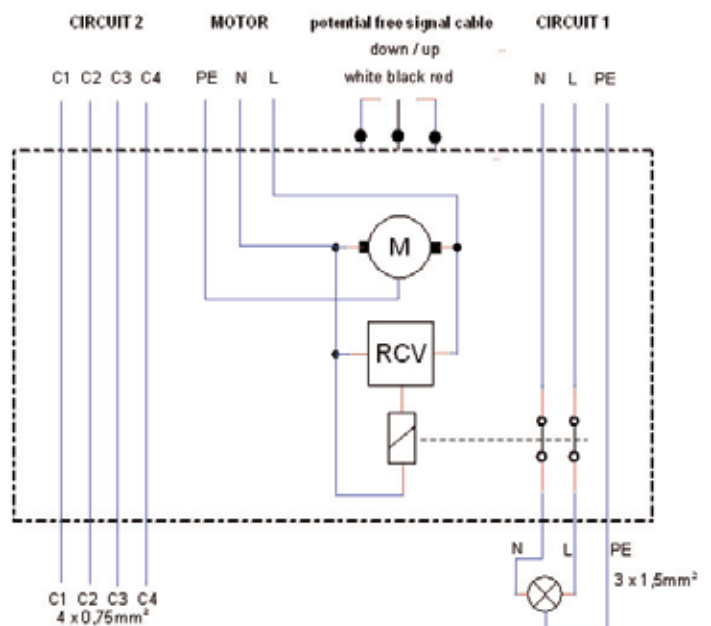 CIRCUIT 2 MOTOR potential free signal cable CIRCUIT 1
down / up
C1 C2 C3 C4 PE N L white black red N L PE
M
RCV
N L PE
3 x 1,5mm²
C1 C2 C3 C4
4 x 0,75mm²